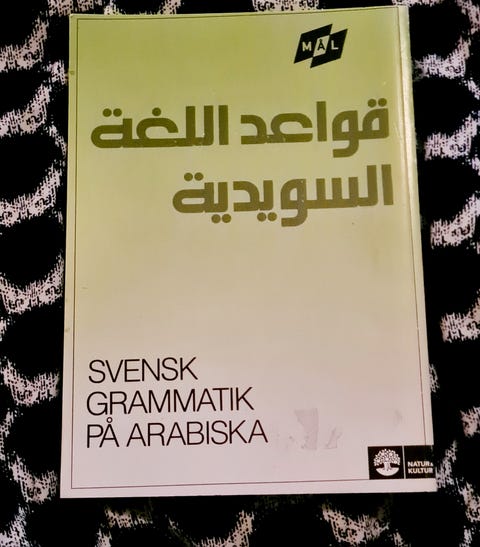 MÅL
قواعد اللغة
السويدية
SVENSK
GRAMMATIK
PÅ ARABISKA
NATUR &
KULTUR